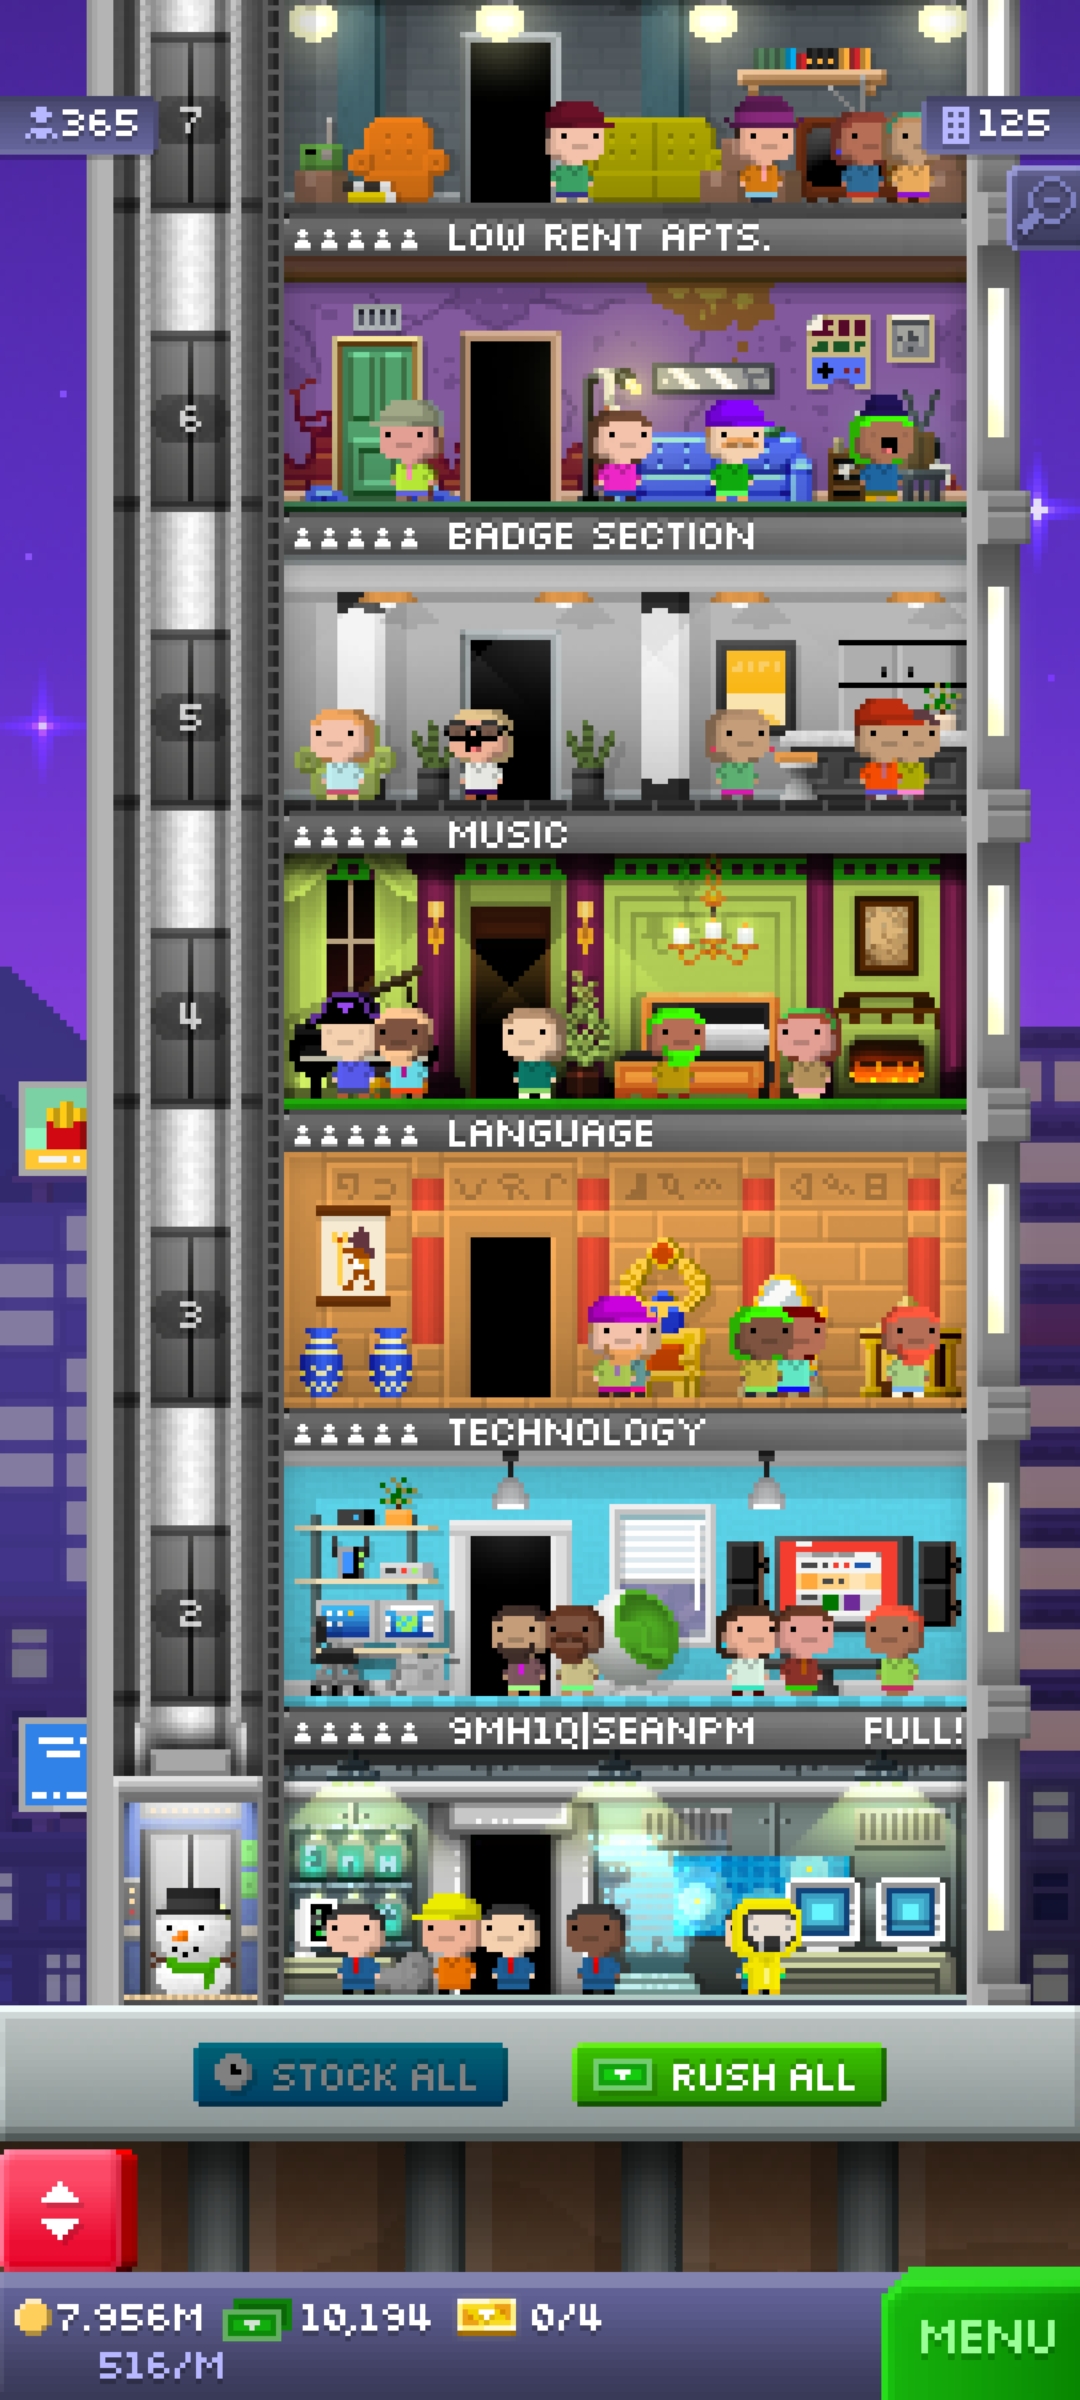 7
365
125
LOW RENT APTS.
6
BADGE SECTION
5
MUSIC
4
LANGUAGE
3
TECHNOLOGY
2
9MH1Q|SEANPM FULL!
STOCK ALL
RUSH ALL
7.956M 10,194 0/4
516/M
MENU